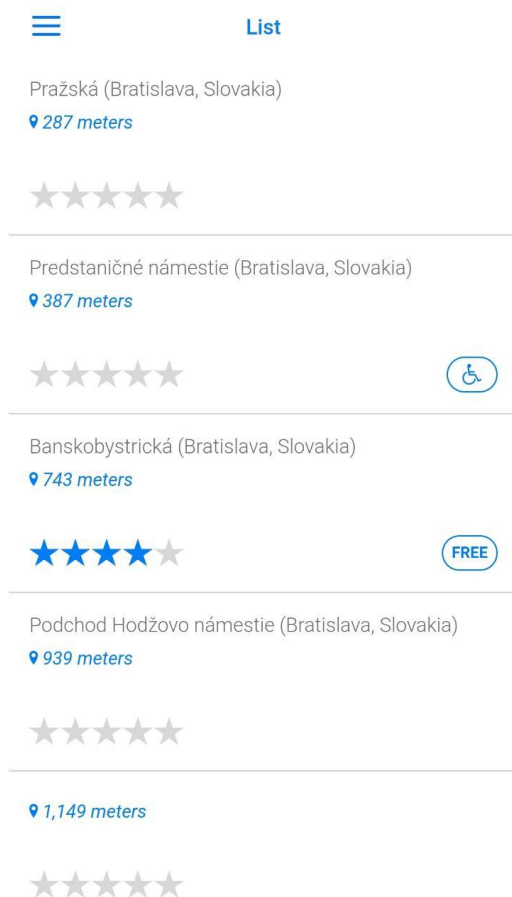 List
Pražská (Bratislava, Slovakia)
287 meters
Predstaničné námestie (Bratislava, Slovakia)
387 meters
Banskobystrická (Bratislava, Slovakia)
743 meters
FREE
Podchod Hodžovo námestie (Bratislava, Slovakia)
939 meters
1,149 meters